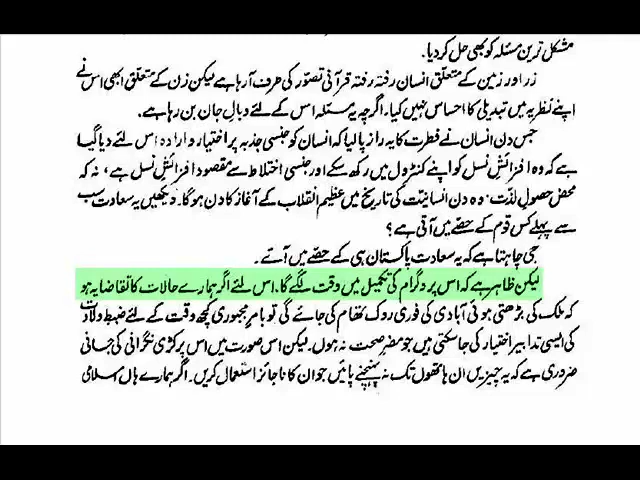 مشکل ترین مسئلہ کو بھی حل کر دیا۔
زر اور زمین کے متعلق انسان رفتہ رفتہ قرآنی تصور کی طرف آ رہا ہے لیکن زن کے متعلق ابھی اس نے
اپنے نظریہ میں تبدیلی کا احساس نہیں کیا۔ اگرچہ یہ مسئلہ اس کے لئے وبالِ جان بن رہا ہے۔
جس دن انسان نے فطرت کا یہ راز پا لیا کہ انسان کو جنسی جذبہ پر اختیار و ارادہ اس لئے دیا گیا
ہے کہ وہ افزائشِ نسل کو اپنے کنٹرول میں رکھ سکے اور جنسی اختلاط سے مقصود افزائشِ نسل ہے، نہ کہ
محض حصولِ لذت۔ وہ دن انسانیت کی تاریخ میں عظیم انقلاب کے آغاز کا دن ہوگا۔ دیکھیں یہ سعادت سب
سے پہلے کس قوم کے حصے میں آتی ہے؟
جی چاہتا ہے کہ یہ سعادت پاکستان ہی کے حصے میں آئے۔
لیکن ظاہر ہے کہ اس پروگرام کی تکمیل میں وقت لگے گا۔ اس لئے اگر ہمارے حالات کا تقاضا یہ ہو
کہ ملک کی بڑھتی ہوئی آبادی کی فوری روک تھام کی جائے گی تو بامرِ مجبوری کچھ وقت کے لئے ضبطِ ولادت
کی ایسی تدابیر اختیار کی جا سکتی ہیں جو مضرِ صحت نہ ہوں۔ لیکن اس صورت میں اس پر کڑی نگرانی کی جانی
ضروری ہے کہ یہ چیزیں ان ہاتھوں تک نہ پہنچنے پائیں جو ان کا ناجائز استعمال کریں۔ اگر ہمارے ہاں اسلامی